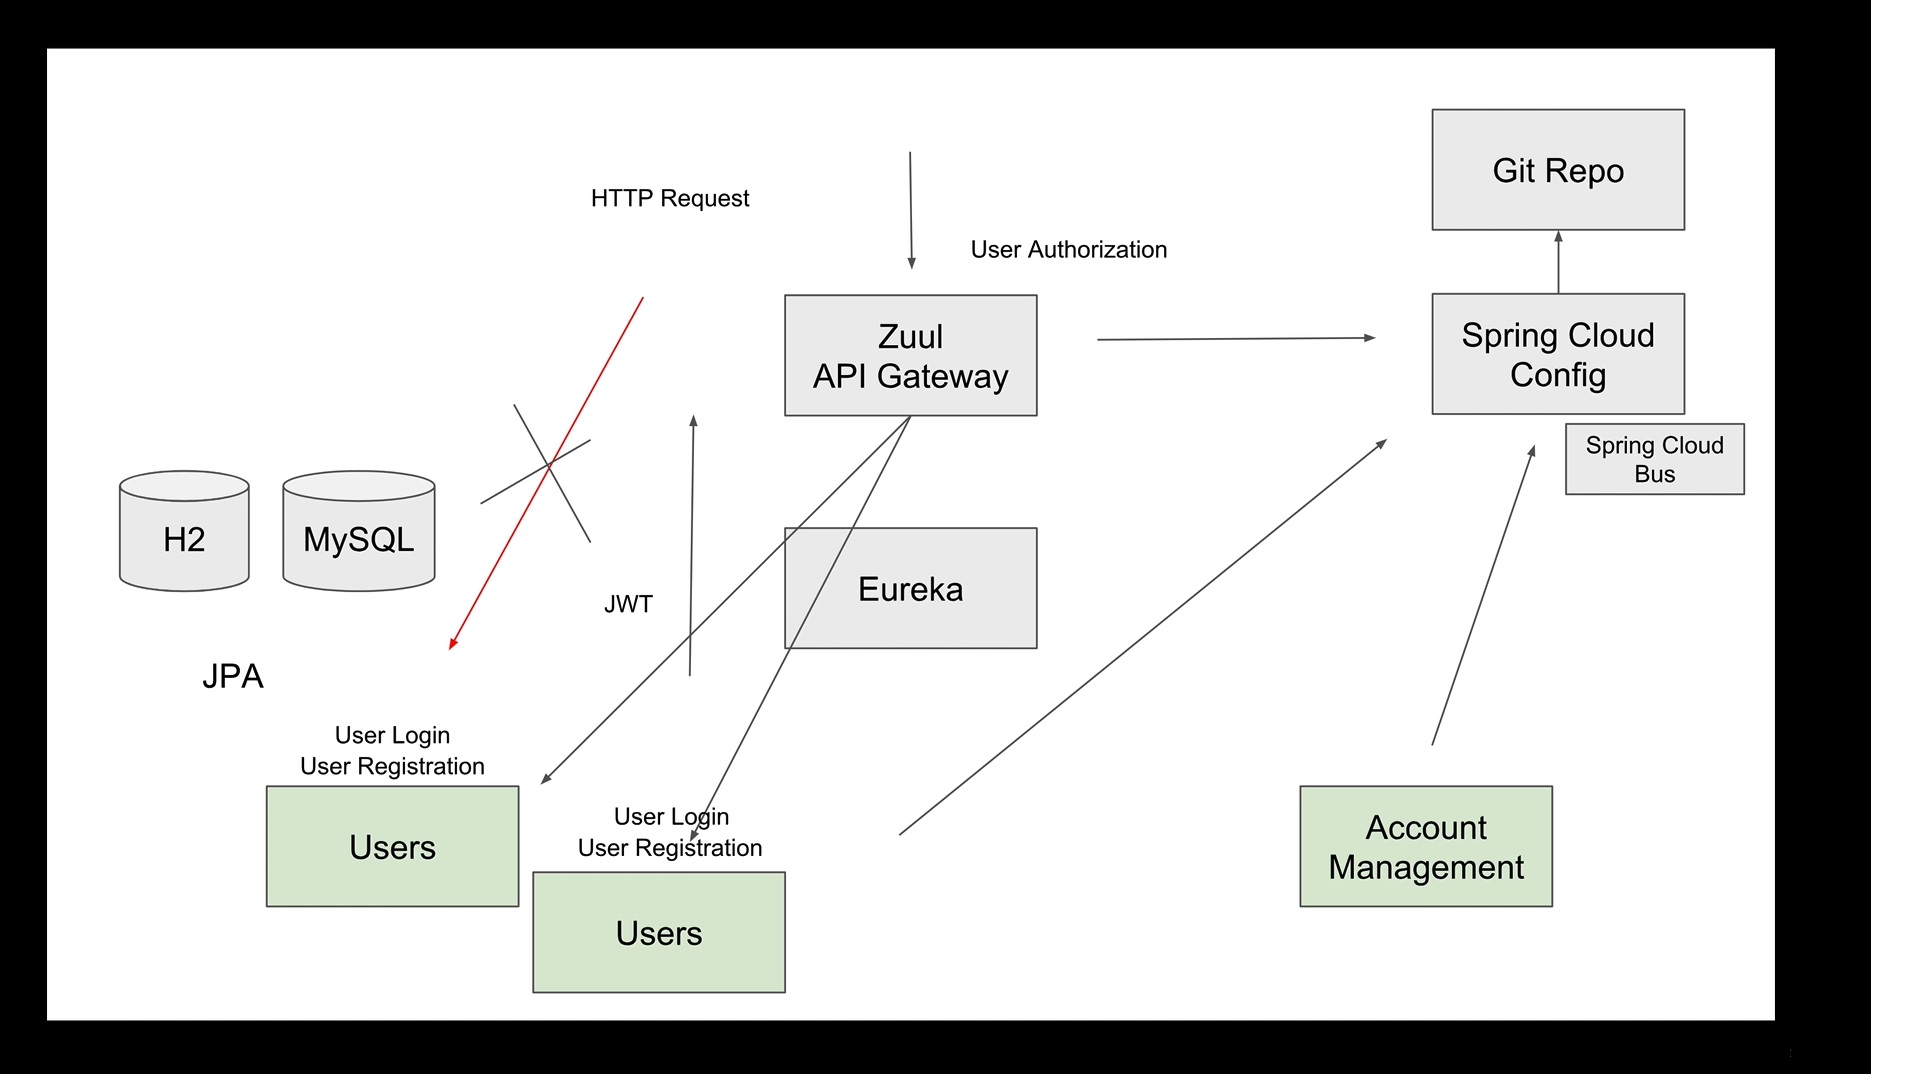 Git Repo
HTTP Request
User Authorization
Zuul
API Gateway
Spring Cloud
Config
Spring Cloud
Bus
H2
MySQL
Eureka
JWT
JPA
User Login
User Registration
Users
User Login
User Registration
Users
Account
Management